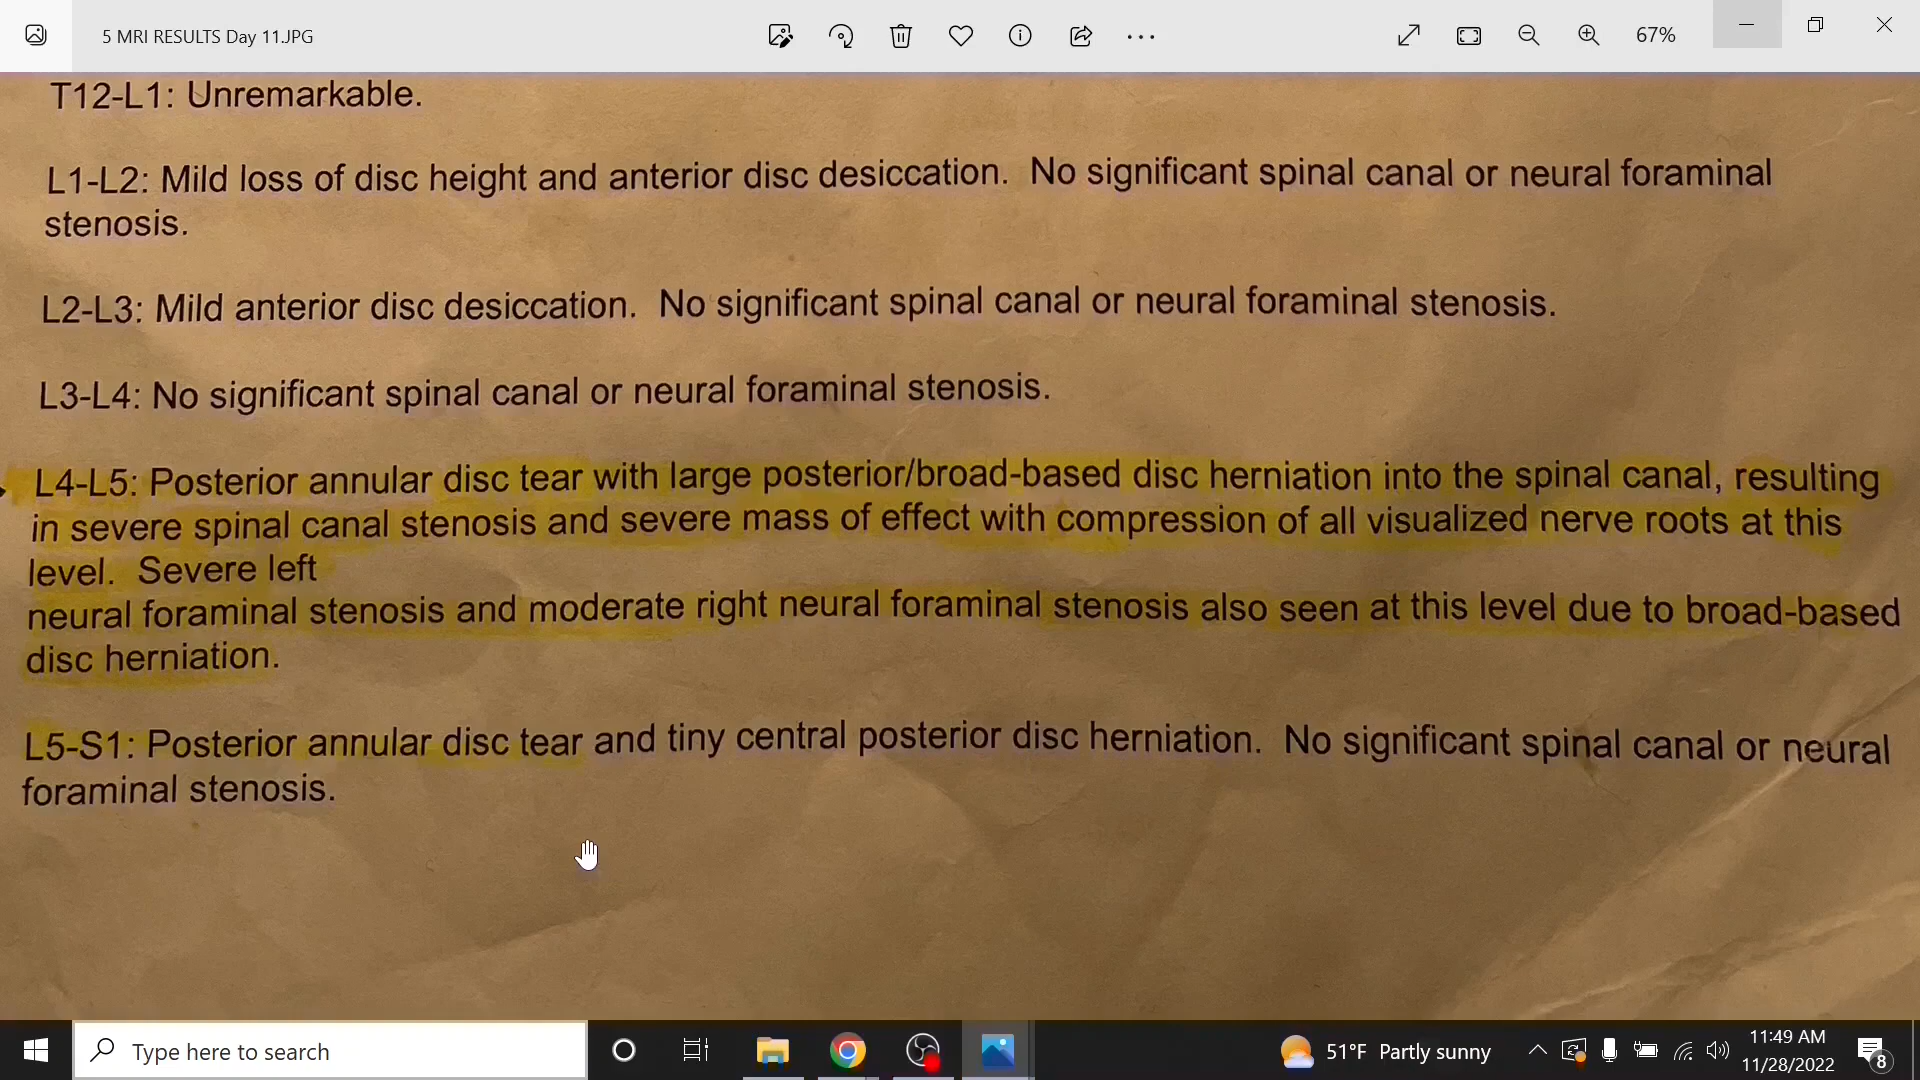 5 MRI RESULTS Day 11.JPG
67%
T12-L1: Unremarkable.
L1-L2: Mild loss of disc height and anterior disc desiccation. No significant spinal canal or neural foraminal
stenosis.
L2-L3: Mild anterior disc desiccation. No significant spinal canal or neural foraminal stenosis.
L3-L4: No significant spinal canal or neural foraminal stenosis.
L4-L5: Posterior annular disc tear with large posterior/broad-based disc herniation into the spinal canal, resulting
in severe spinal canal stenosis and severe mass of effect with compression of all visualized nerve roots at this
level. Severe left
neural foraminal stenosis and moderate right neural foraminal stenosis also seen at this level due to broad-based
disc herniation.
L5-S1: Posterior annular disc tear and tiny central posterior disc herniation. No significant spinal canal or neural
foraminal stenosis.
Type here to search
51°F Partly sunny
11:49 AM
11/28/2022
8